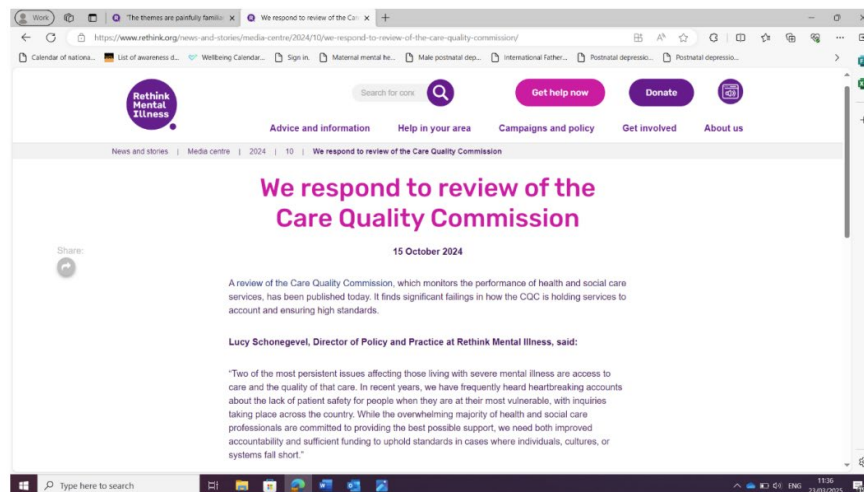 Work
'The themes are painfully familia
We respond to review of the Car
https://www.rethink.org/news-and-stories/media-centre/2024/10/we-respond-to-review-of-the-care-quality-commission/
Calendar of nationa...
List of awareness d...
Wellbeing Calendar...
Sign in.
Maternal mental he...
Male postnatal dep...
International Father...
Postnatal depressio...
Postnatal depressio...
Rethink
Mental
Illness
Search for cont
Get help now
Donate
Advice and information
Help in your area
Campaigns and policy
Get involved
About us
News and stories | Media centre | 2024 | 10 | We respond to review of the Care Quality Commission
We respond to review of the
Care Quality Commission
Share:
15 October 2024
A review of the Care Quality Commission, which monitors the performance of health and social care
services, has been published today. It finds significant failings in how the CQC is holding services to
account and ensuring high standards.
Lucy Schonegevel, Director of Policy and Practice at Rethink Mental Illness, said:
“Two of the most persistent issues affecting those living with severe mental illness are access to
care and the quality of that care. In recent years, we have frequently heard heartbreaking accounts
about the lack of patient safety for people when they are at their most vulnerable, with inquiries
taking place across the country. While the overwhelming majority of health and social care
professionals are committed to providing the best possible support, we need both improved
accountability and sufficient funding to uphold standards in cases where individuals, cultures, or
systems fall short.”
Type here to search
ENG
11:36
23/01/2025